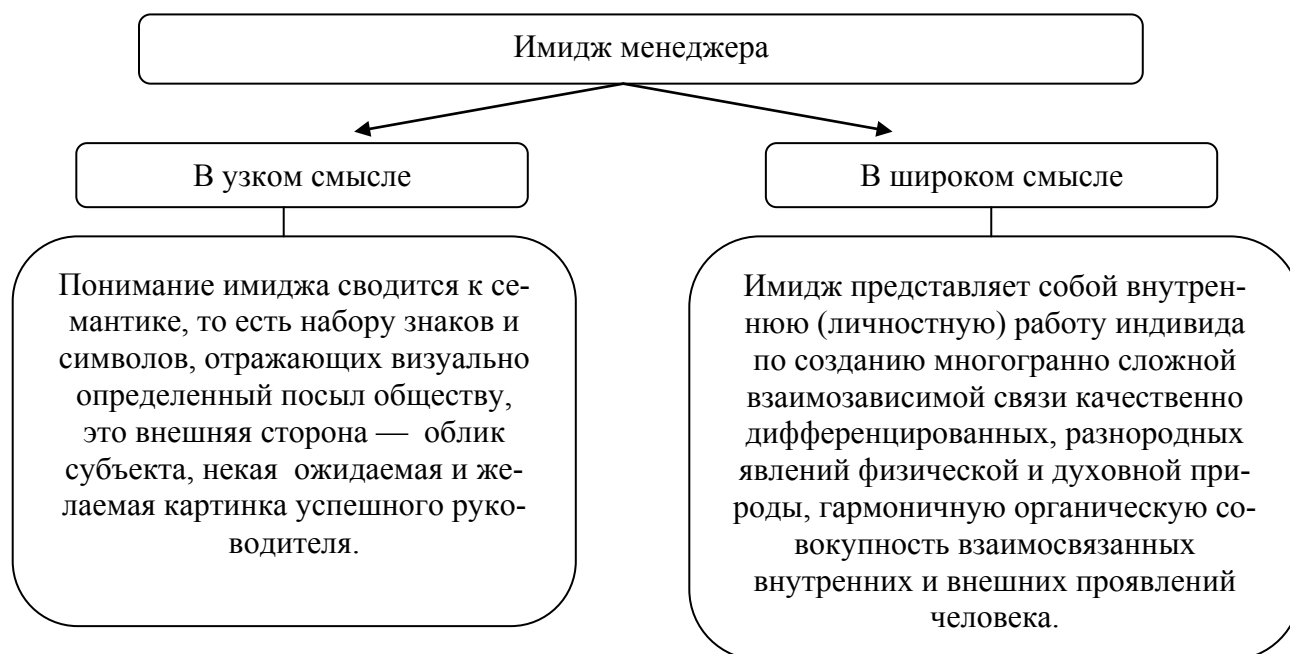 Имидж менеджера
В узком смысле
Понимание имиджа сводится к се-
мантике, то есть набору знаков и
символов, отражающих визуально
определенный посыл обществу,
это внешняя сторона — облик
субъекта, некая ожидаемая и же-
лаемая картинка успешного руко-
водителя.
В широком смысле
Имидж представляет собой внутрен-
нюю (личностную) работу индивида
по созданию многогранно сложной
взаимозависимой связи качественно
дифференцированных, разнородных
явлений физической и духовной при-
роды, гармоничную органическую со-
вокупность взаимосвязанных
внутренних и внешних проявлений
человека.